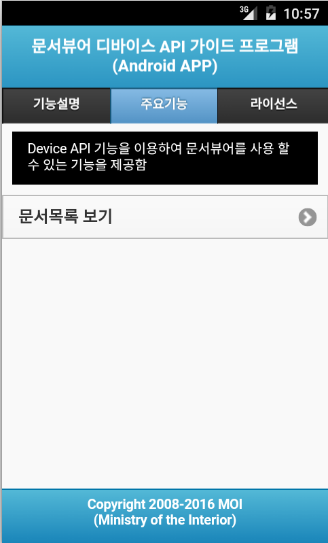 3G 10:57
문서뷰어 디바이스 API 가이드 프로그램
(Android APP)
기능설명 주요기능 라이선스
Device API 기능을 이용하여 문서뷰어를 사용 할
수 있는 기능을 제공함
문서목록 보기
Copyright 2008-2016 MOI
(Ministry of the Interior)